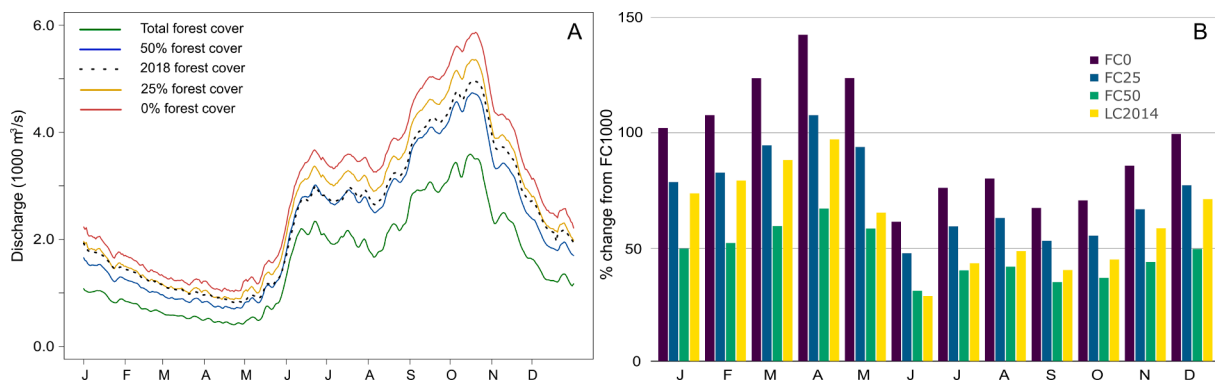 A
6.0
4.0
2.0
0.0
Discharge (1000 m³/s)
Total forest cover
50% forest cover
2018 forest cover
25% forest cover
0% forest cover
J F M A M J J A S O N D
B
150
100
50
0
% change from FC1000
FC0
FC25
FC50
LC2014
J F M A M J J A S O N D